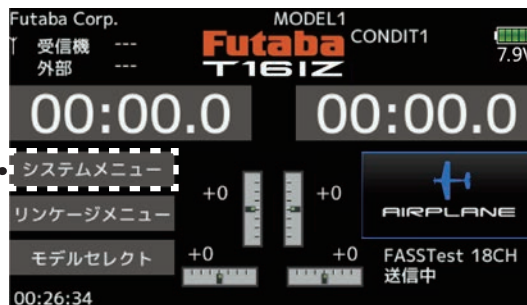 Futaba Corp.
MODEL1
受信機 ---
外部 ---
Futaba
T16IZ
CONDIT1
7.9V
00:00.0
00:00.0
システムメニュー
リンケージメニュー
モデルセレクト
+0
+0
+0
+0
AIRPLANE
FASSTest 18CH
送信中
00:26:34